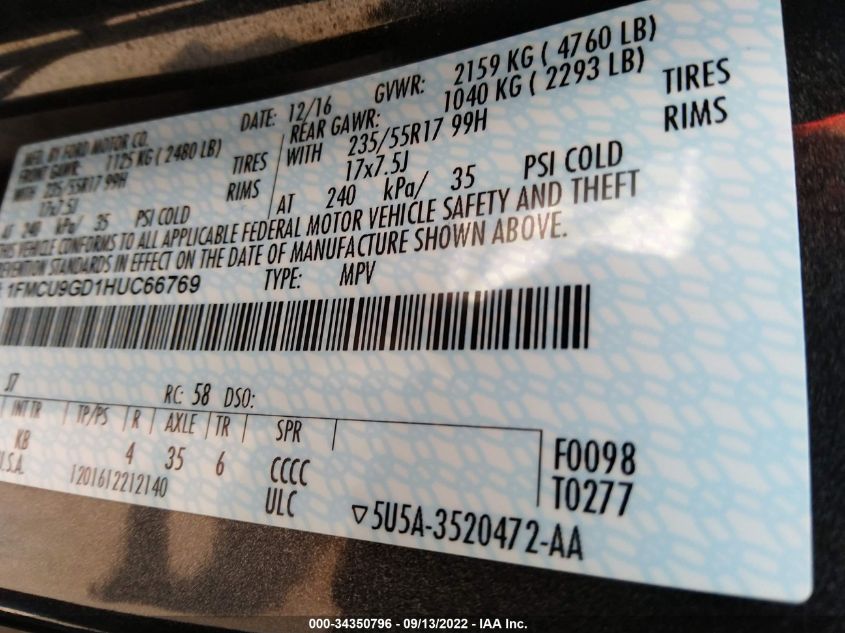 MFG. BY FORD MOTOR CO. DATE: 12/16 GVWR: 2159 KG ( 4760 LB)
FRONT GAWR: 1125 KG ( 2480 LB) REAR GAWR: 1040 KG ( 2293 LB)
WITH 235/55R17 99H TIRES WITH 235/55R17 99H TIRES
17x7.5J RIMS 17x7.5J RIMS
AT 240 kPa/ 35 PSI COLD AT 240 kPa/ 35 PSI COLD
THIS VEHICLE CONFORMS TO ALL APPLICABLE FEDERAL MOTOR VEHICLE SAFETY AND THEFT
PREVENTION STANDARDS IN EFFECT ON THE DATE OF MANUFACTURE SHOWN ABOVE.
1FMCU9GD1HUC66769 TYPE: MPV
J7 RC: 58 DSO:
INT TR TP/PS R AXLE TR SPR
KB 4 35 6 CCCC F0098
U.S.A. 1201612212140 ULC T0277
5U5A-3520472-AA
000-34350796 - 09/13/2022 - IAA Inc.